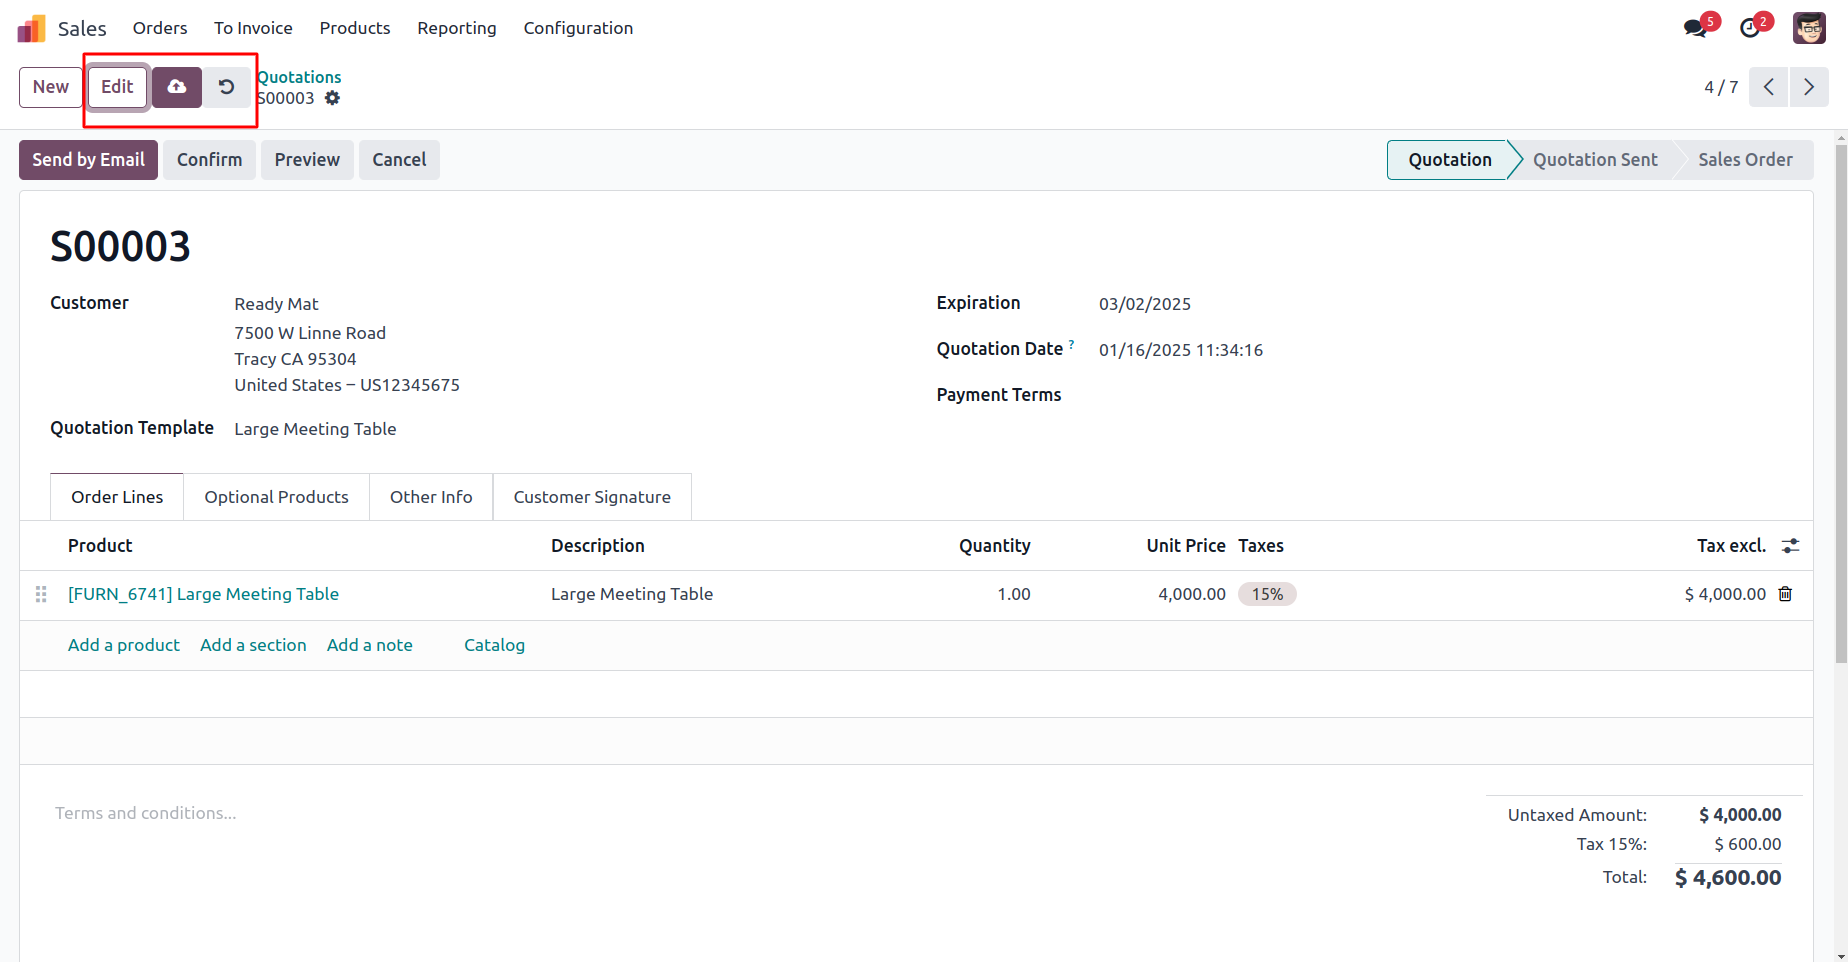 Sales Orders To Invoice Products Reporting Configuration 5 2
New Edit Quotations
S00003 4 / 7
Send by Email Confirm Preview Cancel Quotation Quotation Sent Sales Order
S00003
Customer Ready Mat
7500 W Linne Road
Tracy CA 95304
United States – US12345675
Quotation Template Large Meeting Table
Expiration 03/02/2025
Quotation Date ? 01/16/2025 11:34:16
Payment Terms
Order Lines Optional Products Other Info Customer Signature
Product Description Quantity Unit Price Taxes Tax excl.
[FURN_6741] Large Meeting Table Large Meeting Table 1.00 4,000.00 15% $ 4,000.00
Add a product Add a section Add a note Catalog
Terms and conditions...
Untaxed Amount: $ 4,000.00
Tax 15%: $ 600.00
Total: $ 4,600.00